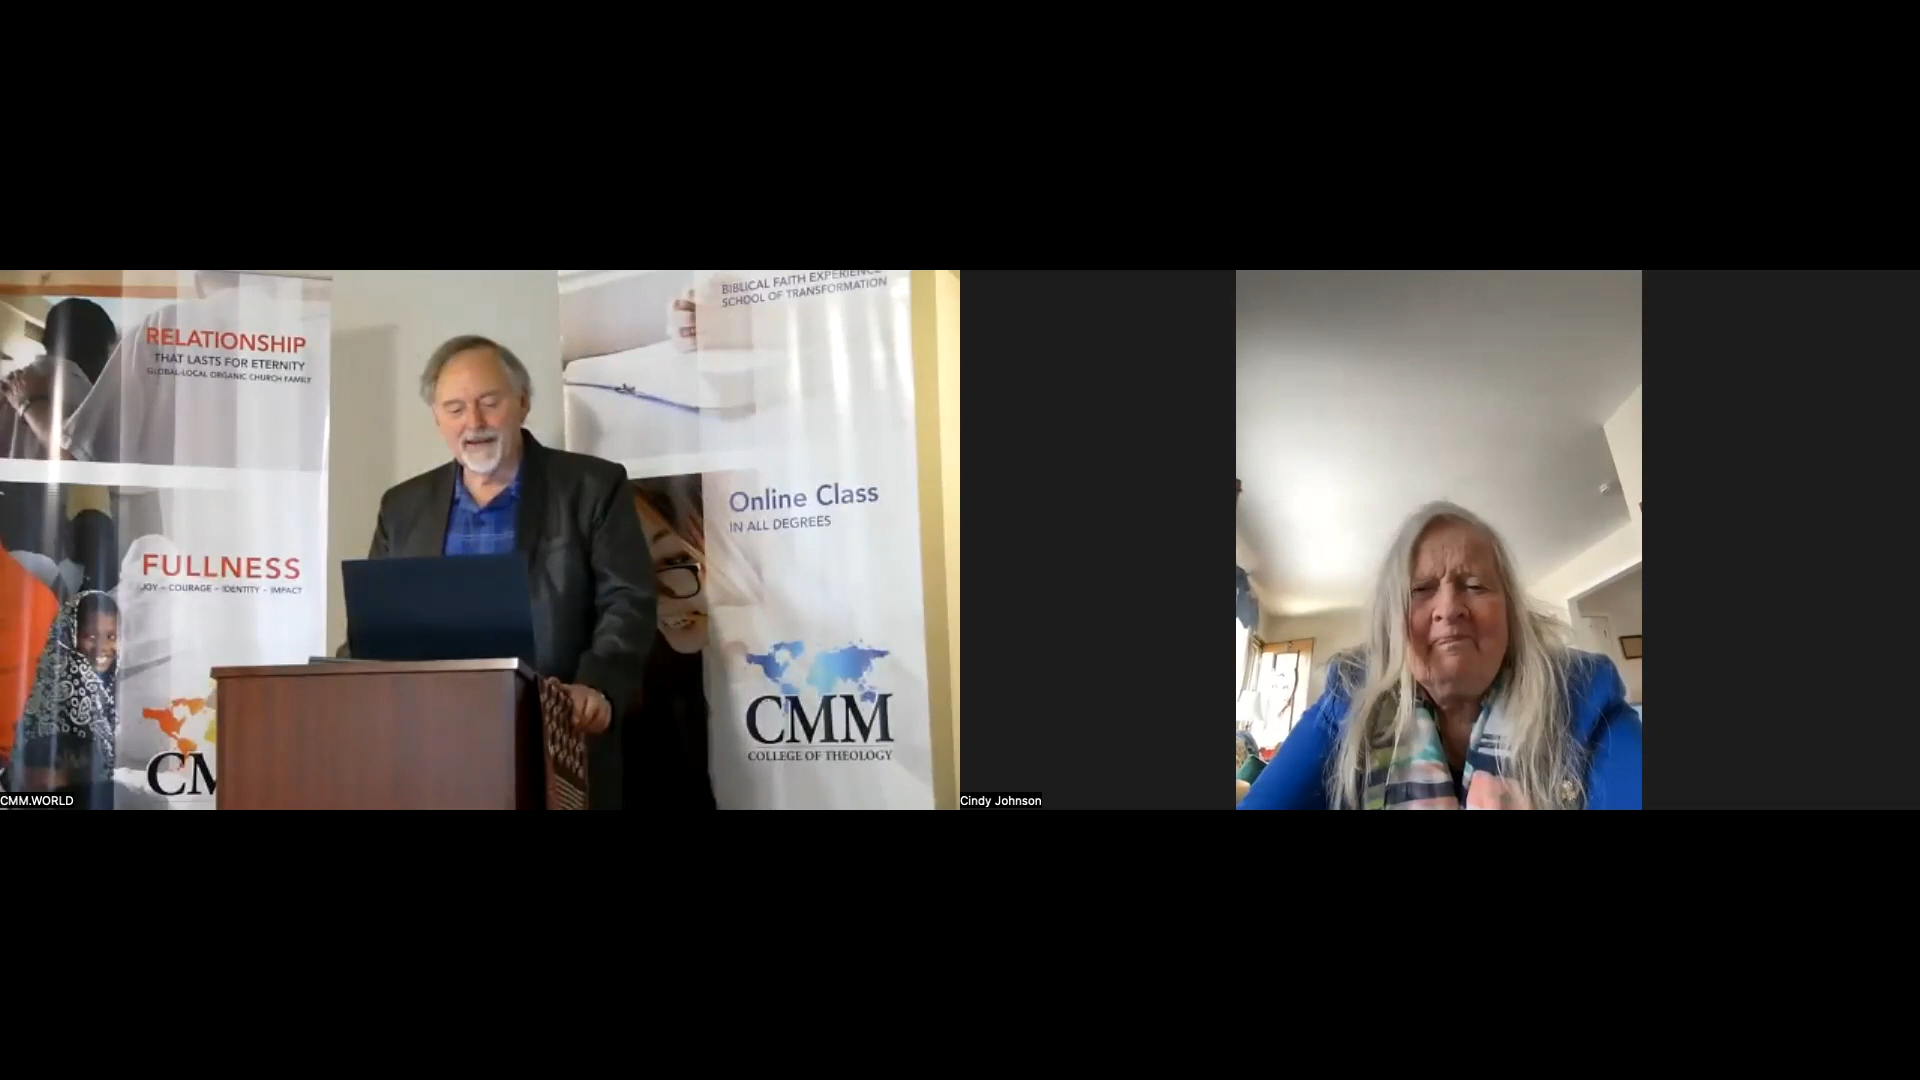 RELATIONSHIP
THAT LASTS FOR ETERNITY
GLOBAL-LOCAL ORGANIC CHURCH FAMILY
FULLNESS
JOY – COURAGE – IDENTITY – IMPACT
CM
BIBLICAL FAITH EXPERIENCE
SCHOOL OF TRANSFORMATION
Online Class
IN ALL DEGREES
CMM
COLLEGE OF THEOLOGY
CMM.WORLD
Cindy Johnson